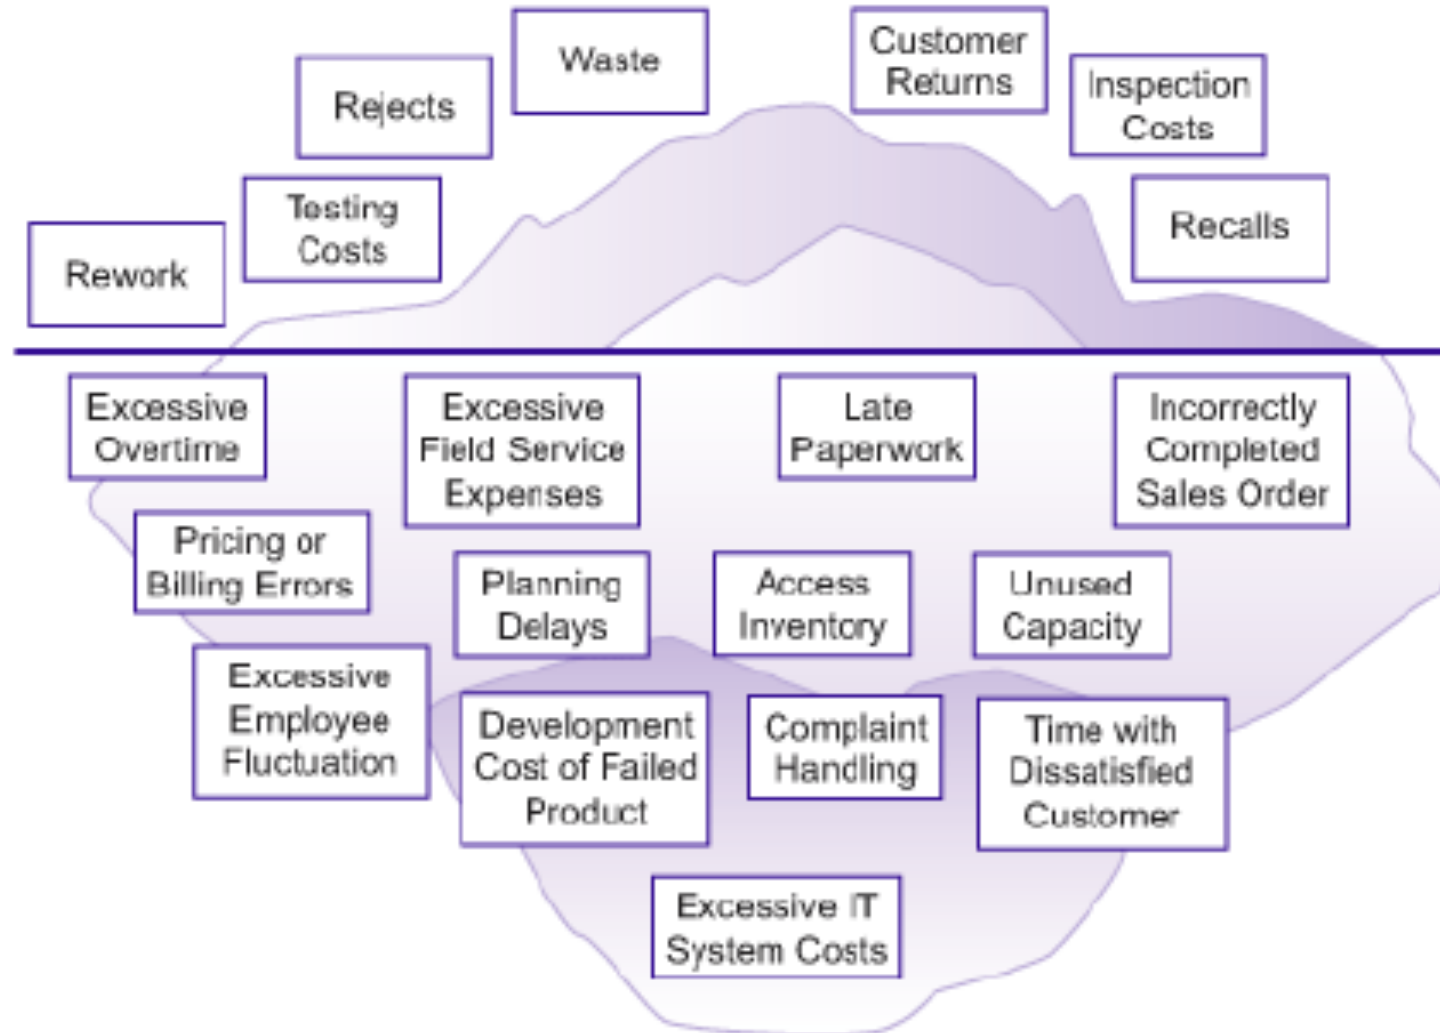 Waste
Customer
Returns
Rejects
Inspection
Costs
Testing
Costs
Recalls
Rework
Excessive
Overtime
Excessive
Field Service
Expenses
Late
Paperwork
Incorrectly
Completed
Sales Order
Pricing or
Billing Errors
Planning
Delays
Access
Inventory
Unused
Capacity
Excessive
Employee
Fluctuation
Development
Cost of Failed
Product
Complaint
Handling
Time with
Dissatisfied
Customer
Excessive IT
System Costs